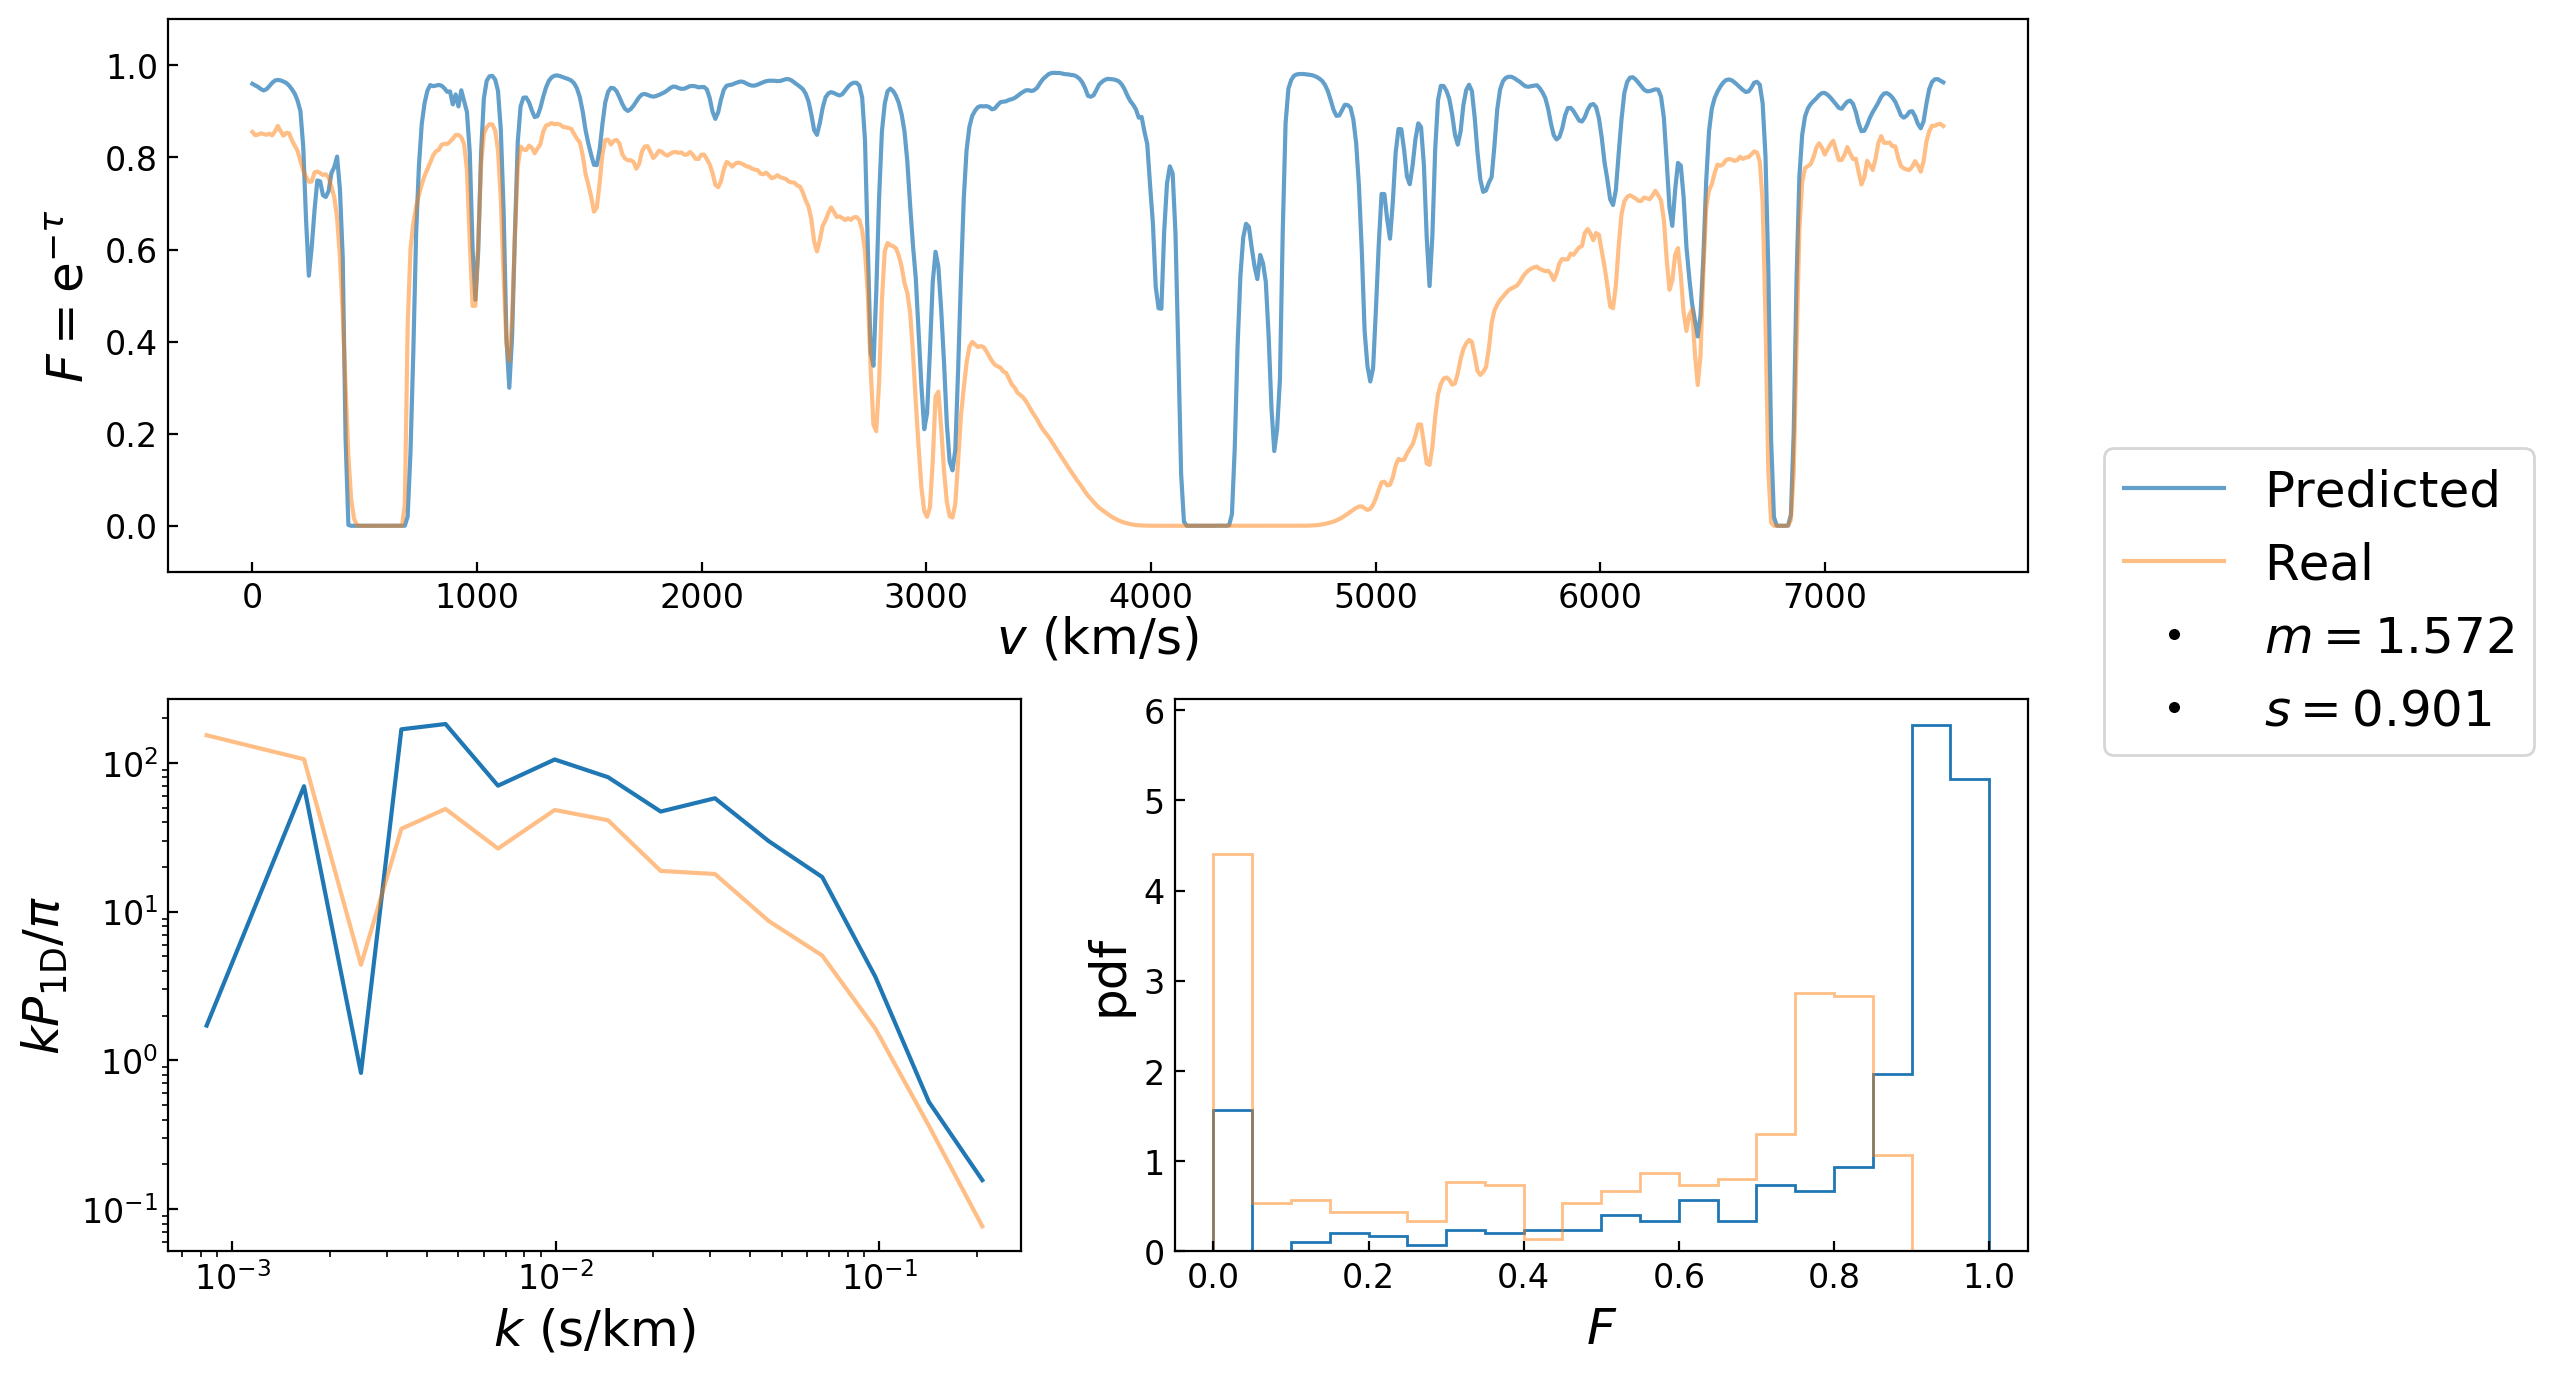 F = e^{-τ}
1.0
0.8
0.6
0.4
0.2
0.0
0 1000 2000 3000 4000 5000 6000 7000
v (km/s)
Predicted
Real
m = 1.572
s = 0.901
kP_{1D}/π
10^2
10^1
10^0
10^{-1}
10^{-3} 10^{-2} 10^{-1}
k (s/km)
pdf
6
5
4
3
2
1
0
0.0 0.2 0.4 0.6 0.8 1.0
F